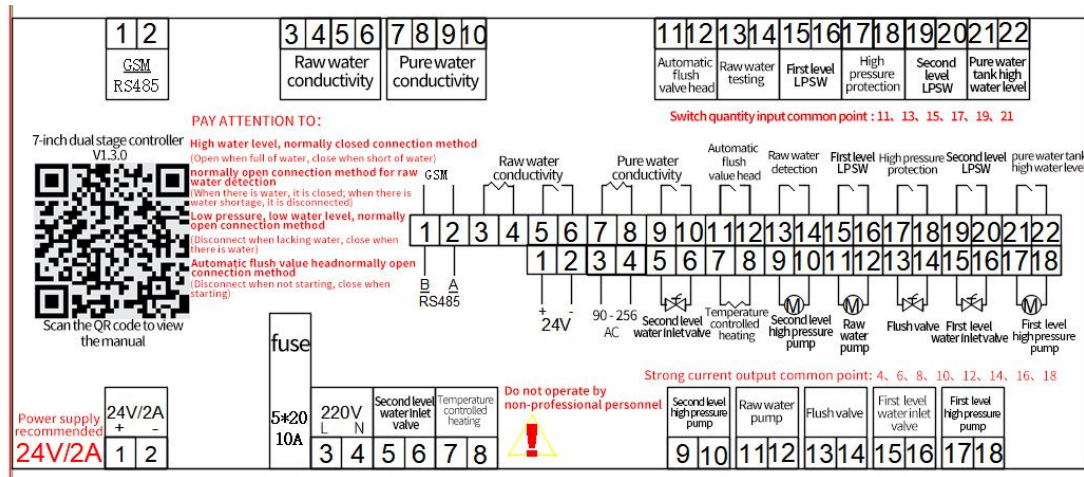 1 2
GSM
RS485
3 4 5 6
Raw water
conductivity
7 8 9 10
Pure water
conductivity
11 12 13 14 15 16 17 18 19 20 21 22
Automatic
flush
valve head
Raw water
testing
First level
LPSW
High
pressure
protection
Second
level
LPSW
Pure water
tank high
water level
Switch quantity input common point : 11、13、15、17、19、21
7-inch dual stage controller
V1.3.0
Scan the QR code to view
the manual
PAY ATTENTION TO:
High water level, normally closed connection method
(Open when full of water, close when short of water)
normally open connection method for raw
water detection
(When there is water, it is closed; when there is
water shortage, it is disconnected)
Low pressure, low water level, normally
open connection method
(Disconnect when lacking water, close when
there is water)
Automatic flush value headnormally open
connection method
(Disconnect when not starting, close when
starting)
GSM
Raw water
conductivity
Pure water
conductivity
Automatic
flush
valve head
Raw water
detection
First level
LPSW
High pressure
protection
Second level
LPSW
pure water tank
high water level
1 2 3 4 5 6 7 8 9 10 11 12 13 14 15 16 17 18 19 20 21 22
1 2 3 4 5 6 7 8 9 10 11 12 13 14 15 16 17 18
B A
RS485
+ -
24V
90 - 256
AC
Second level
water Inlet valve
Temperature
controlled
heating
M
Second level
high pressure
pump
M
Raw
water
pump
Flush valve
First level
water Inter valve
M
First level
high pressure
pump
Power supply
recommended
24V/2A
24V/2A
+ -
1 2
fuse
5*20
10A
220V
L N
3 4
Second level
water Inlet
valve
5 6
Temperature
controlled
heating
7 8
Do not operate by
non-professional personnel
!
Strong current output common point: 4、6、8、10、12、14、16、18
Second level
high pressure
pump
9 10
Raw water
pump
11 12
Flush valve
13 14
First level
water inlet
valve
15 16
First level
high pressure
pump
17 18